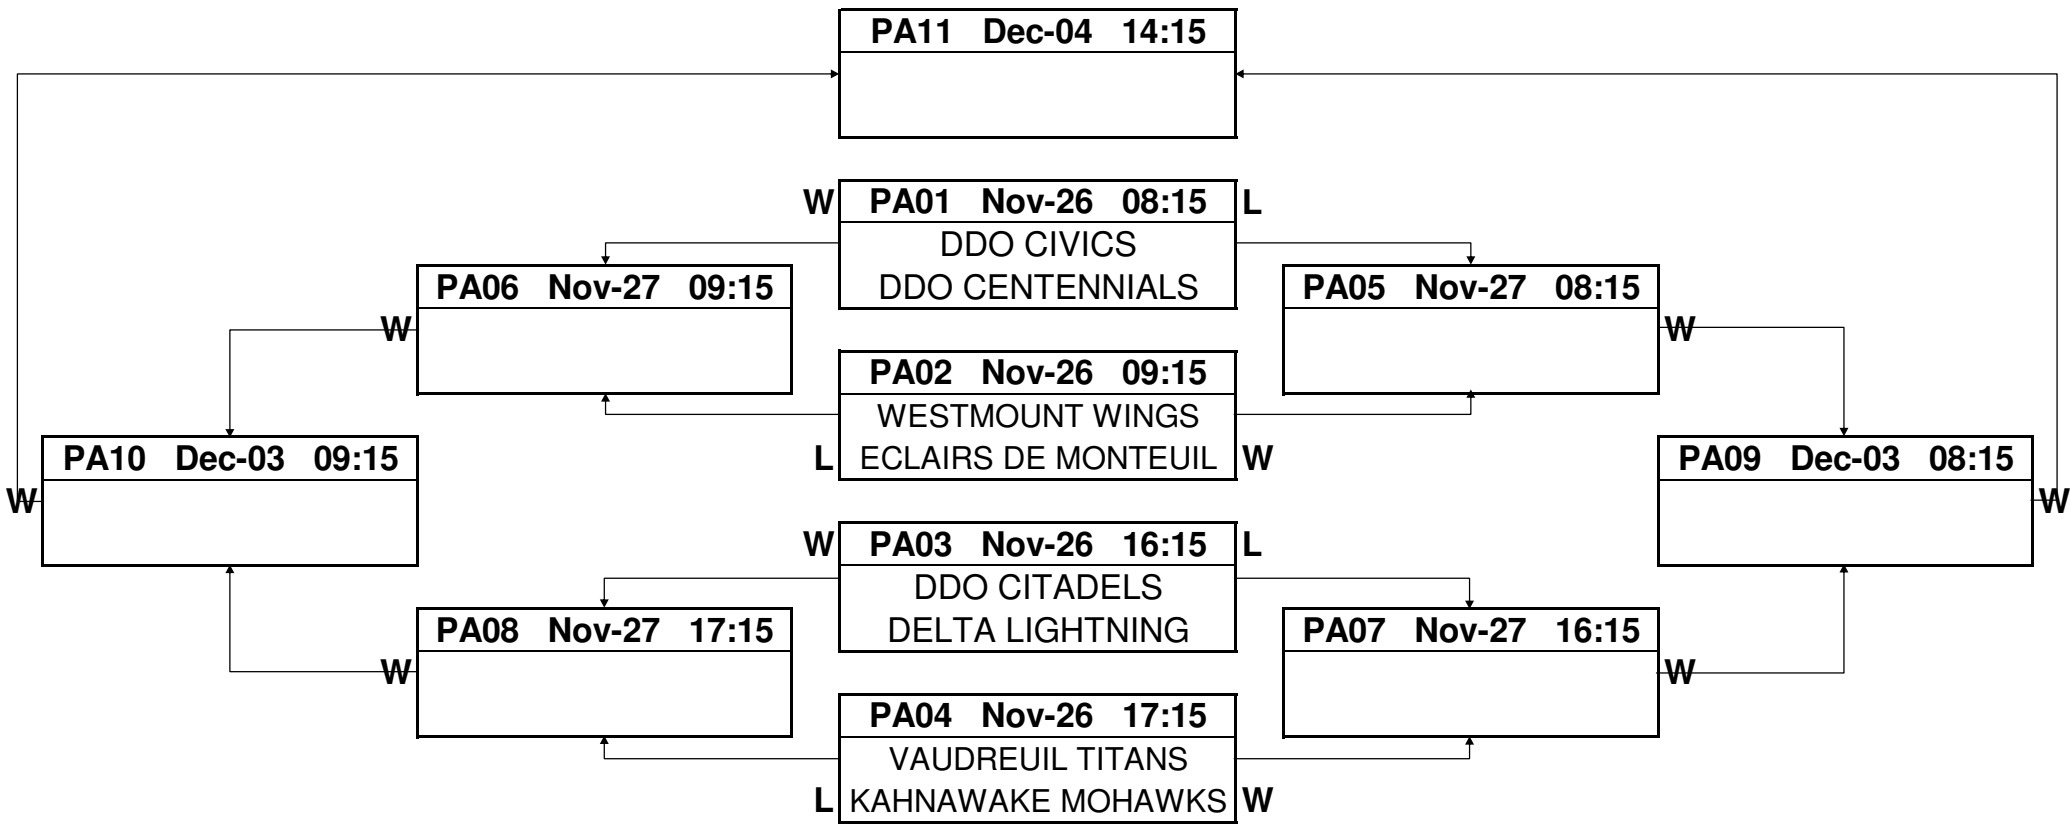 PA11 Dec-04 14:15
W PA01 Nov-26 08:15 L
DDO CIVICS
DDO CENTENNIALS
PA06 Nov-27 09:15
W
PA05 Nov-27 08:15
W
PA02 Nov-26 09:15
WESTMOUNT WINGS
L ECLAIRS DE MONTEUIL W
PA10 Dec-03 09:15
W
PA09 Dec-03 08:15
W
W PA03 Nov-26 16:15 L
DDO CITADELS
DELTA LIGHTNING
PA08 Nov-27 17:15
W
PA07 Nov-27 16:15
W
PA04 Nov-26 17:15
VAUDREUIL TITANS
L KAHNAWAKE MOHAWKS W